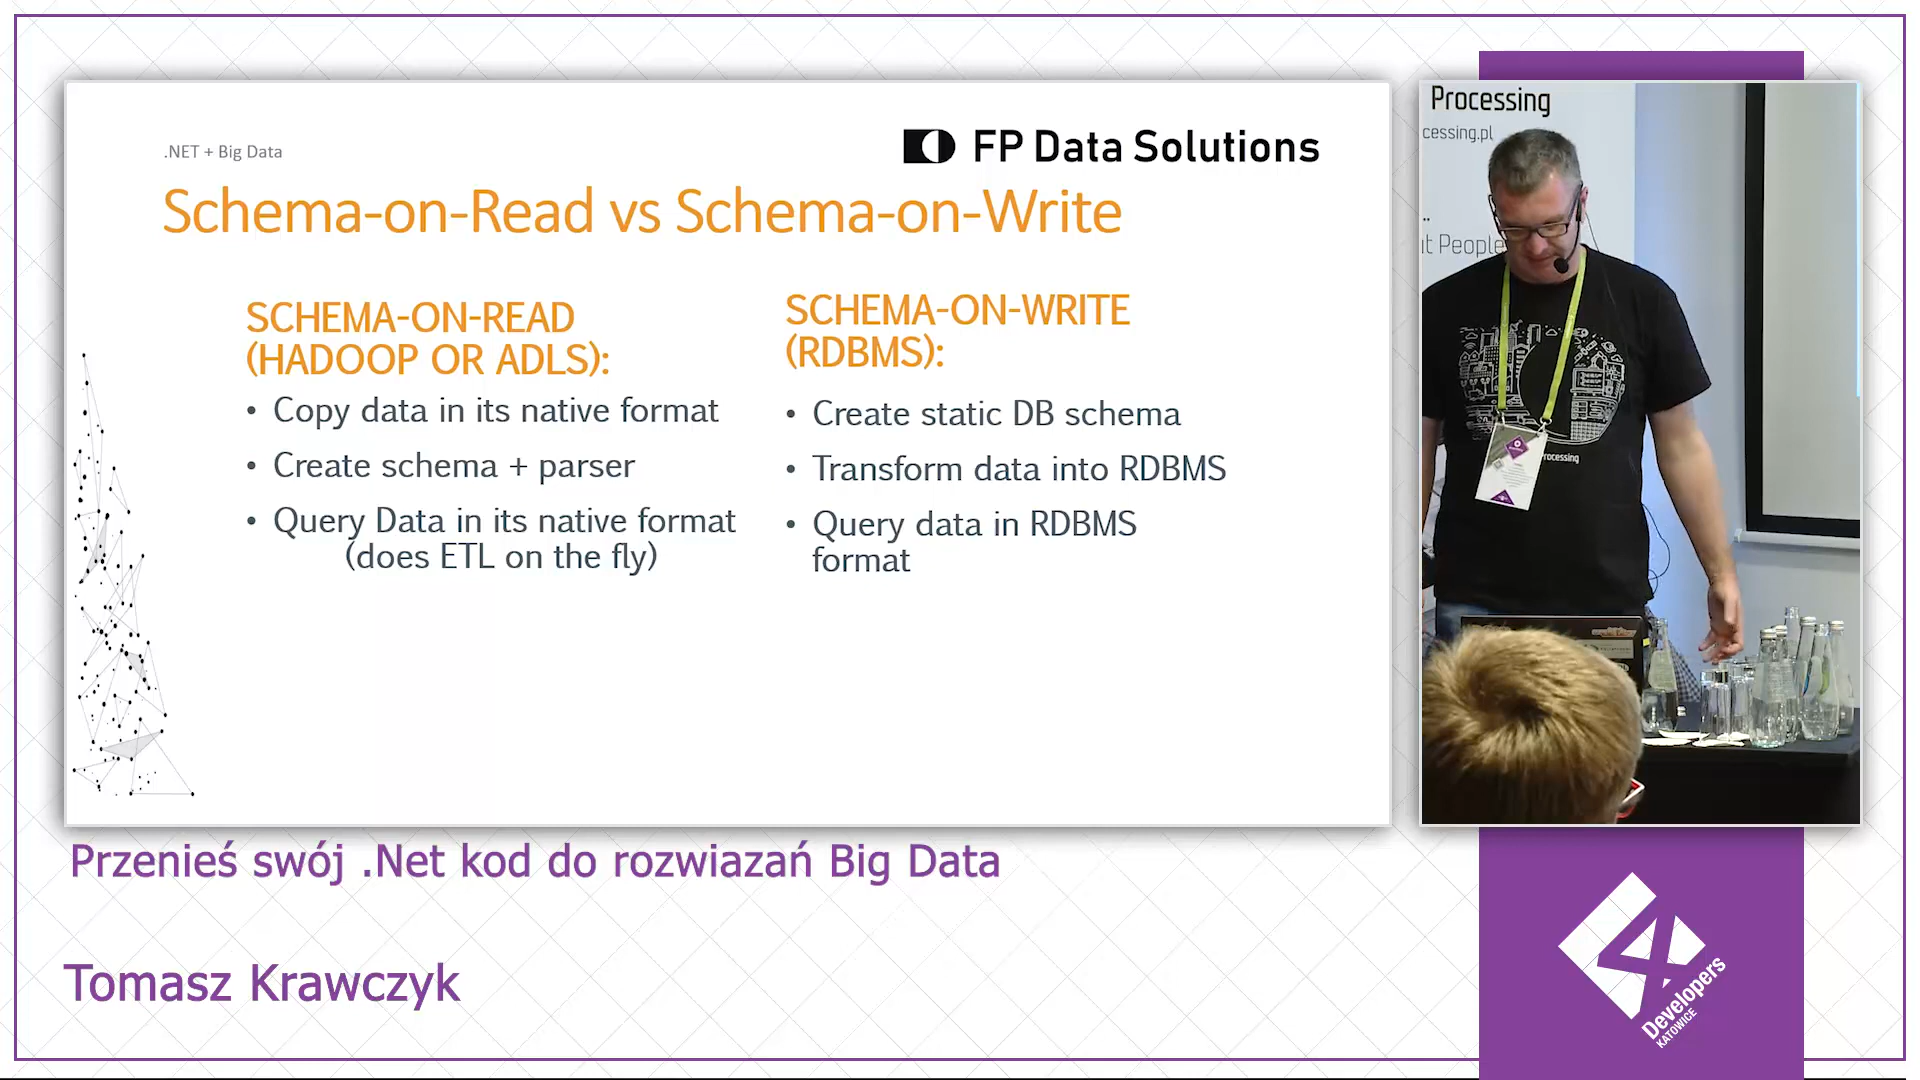 .NET + Big Data
FP Data Solutions
Schema-on-Read vs Schema-on-Write
SCHEMA-ON-READ
(HADOOP OR ADLS):
• Copy data in its native format
• Create schema + parser
• Query Data in its native format
(does ETL on the fly)
SCHEMA-ON-WRITE
(RDBMS):
• Create static DB schema
• Transform data into RDBMS
• Query data in RDBMS
format
Processing
cessing.pl
t People
rocessing
Przenieś swój .Net kod do rozwiazań Big Data
Tomasz Krawczyk
4
Developers
KATOWICE